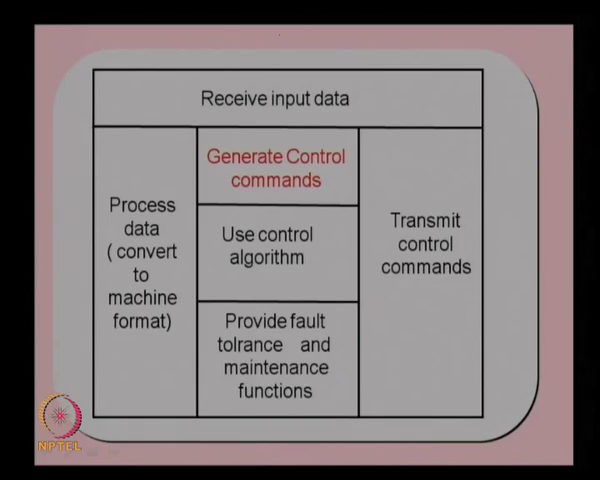 Receive input data
Process
data
( convert
to
machine
format)
Generate Control
commands
Use control
algorithm
Provide fault
tolrance and
maintenance
functions
Transmit
control
commands
NPTEL